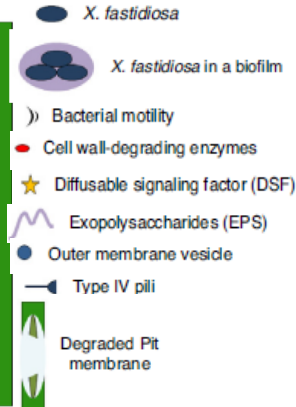 X. fastidiosa
X. fastidiosa in a biofilm
Bacterial motility
Cell wall-degrading enzymes
Diffusable signaling factor (DSF)
Exopolysaccharides (EPS)
Outer membrane vesicle
Type IV pili
Degraded Pit
membrane